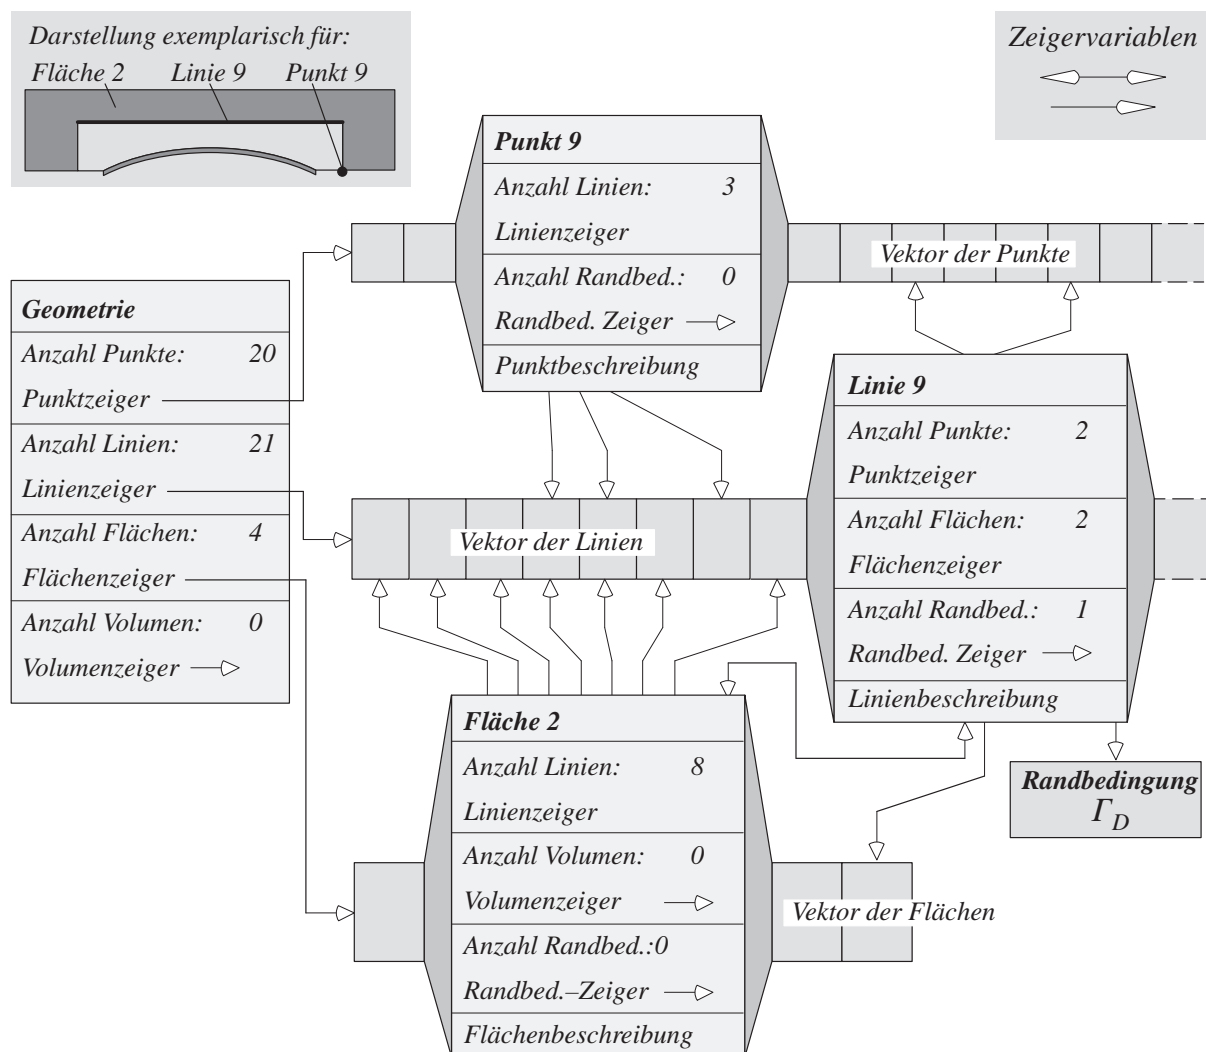 Darstellung exemplarisch für:
Fläche 2 Linie 9 Punkt 9
Zeigervariablen
Punkt 9
Anzahl Linien: 3
Linienzeiger
Anzahl Randbed.: 0
Randbed. Zeiger
Punktbeschreibung
Vektor der Punkte
Geometrie
Anzahl Punkte: 20
Punktzeiger
Anzahl Linien: 21
Linienzeiger
Anzahl Flächen: 4
Flächenzeiger
Anzahl Volumen: 0
Volumenzeiger
Vektor der Linien
Linie 9
Anzahl Punkte: 2
Punktzeiger
Anzahl Flächen: 2
Flächenzeiger
Anzahl Randbed.: 1
Randbed. Zeiger
Linienbeschreibung
Randbedingung
Γ_D
Fläche 2
Anzahl Linien: 8
Linienzeiger
Anzahl Volumen: 0
Volumenzeiger
Anzahl Randbed.:0
Randbed.–Zeiger
Flächenbeschreibung
Vektor der Flächen